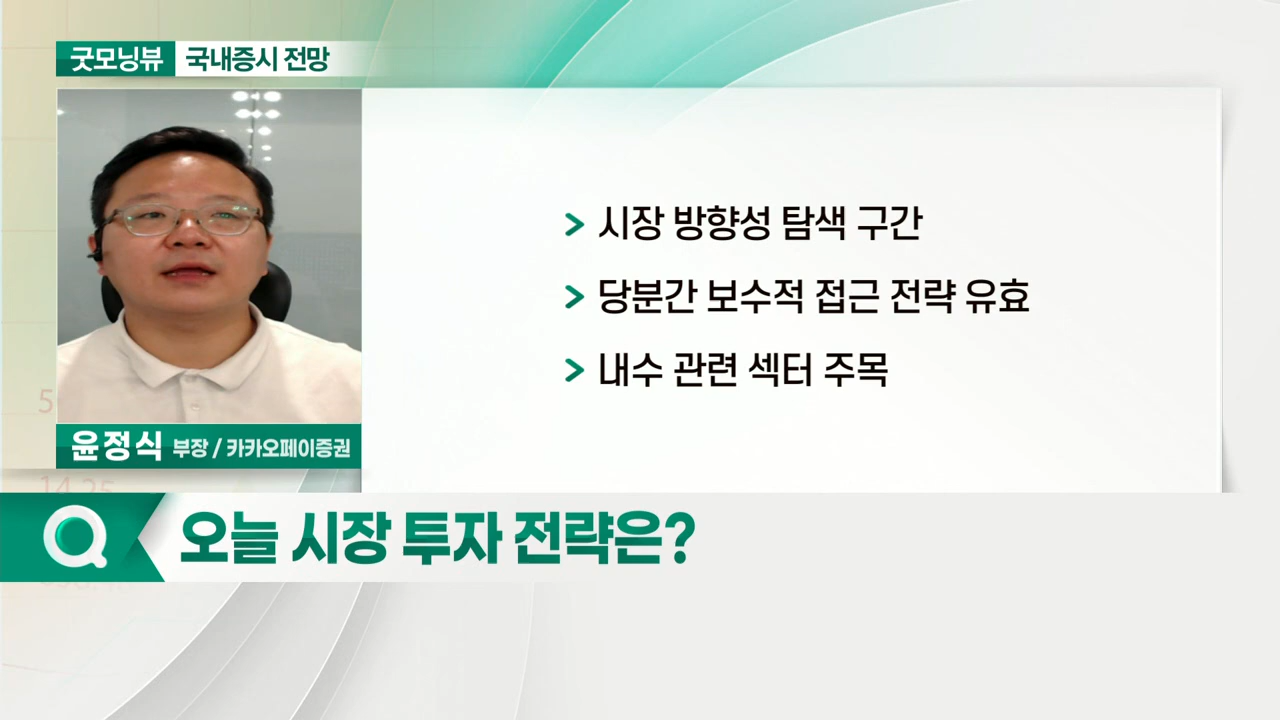 굿모닝뷰 국내증시 전망
> 시장 방향성 탐색 구간
> 당분간 보수적 접근 전략 유효
> 내수 관련 섹터 주목
윤정식 부장 / 카카오페이증권
Q 오늘 시장 투자 전략은?